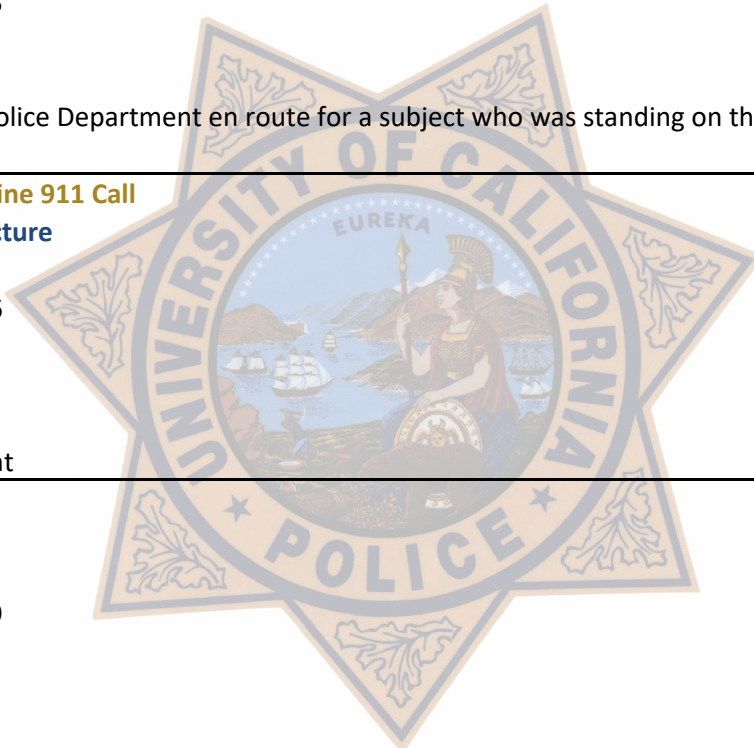 olice Department en route for a subject who was standing on th
ine 911 Call
cture
nt
UNIVERSITY OF CALIFORNIA
EUREKA
POLICE